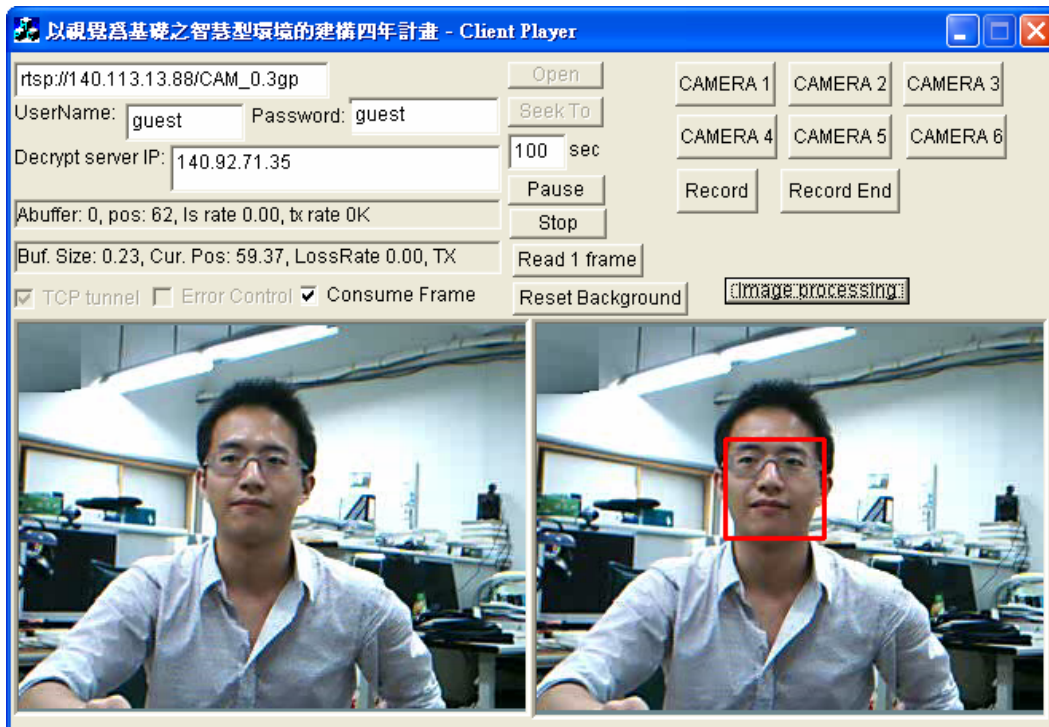 以視覺爲基礎之智慧型環境的建構四年計畫 - Client Player
rtsp://140.113.13.88/CAM_0.3gp
Open
CAMERA 1 CAMERA 2 CAMERA 3
UserName: guest Password: guest
Seek To
Decrypt server IP: 140.92.71.35
100 sec
CAMERA 4 CAMERA 5 CAMERA 6
Pause
Record Record End
Abuffer: 0, pos: 62, ls rate 0.00, tx rate 0K
Stop
Buf. Size: 0.23, Cur. Pos: 59.37, LossRate 0.00, TX
Read 1 frame
TCP tunnel Error Control Consume Frame
Reset Background
Image processing